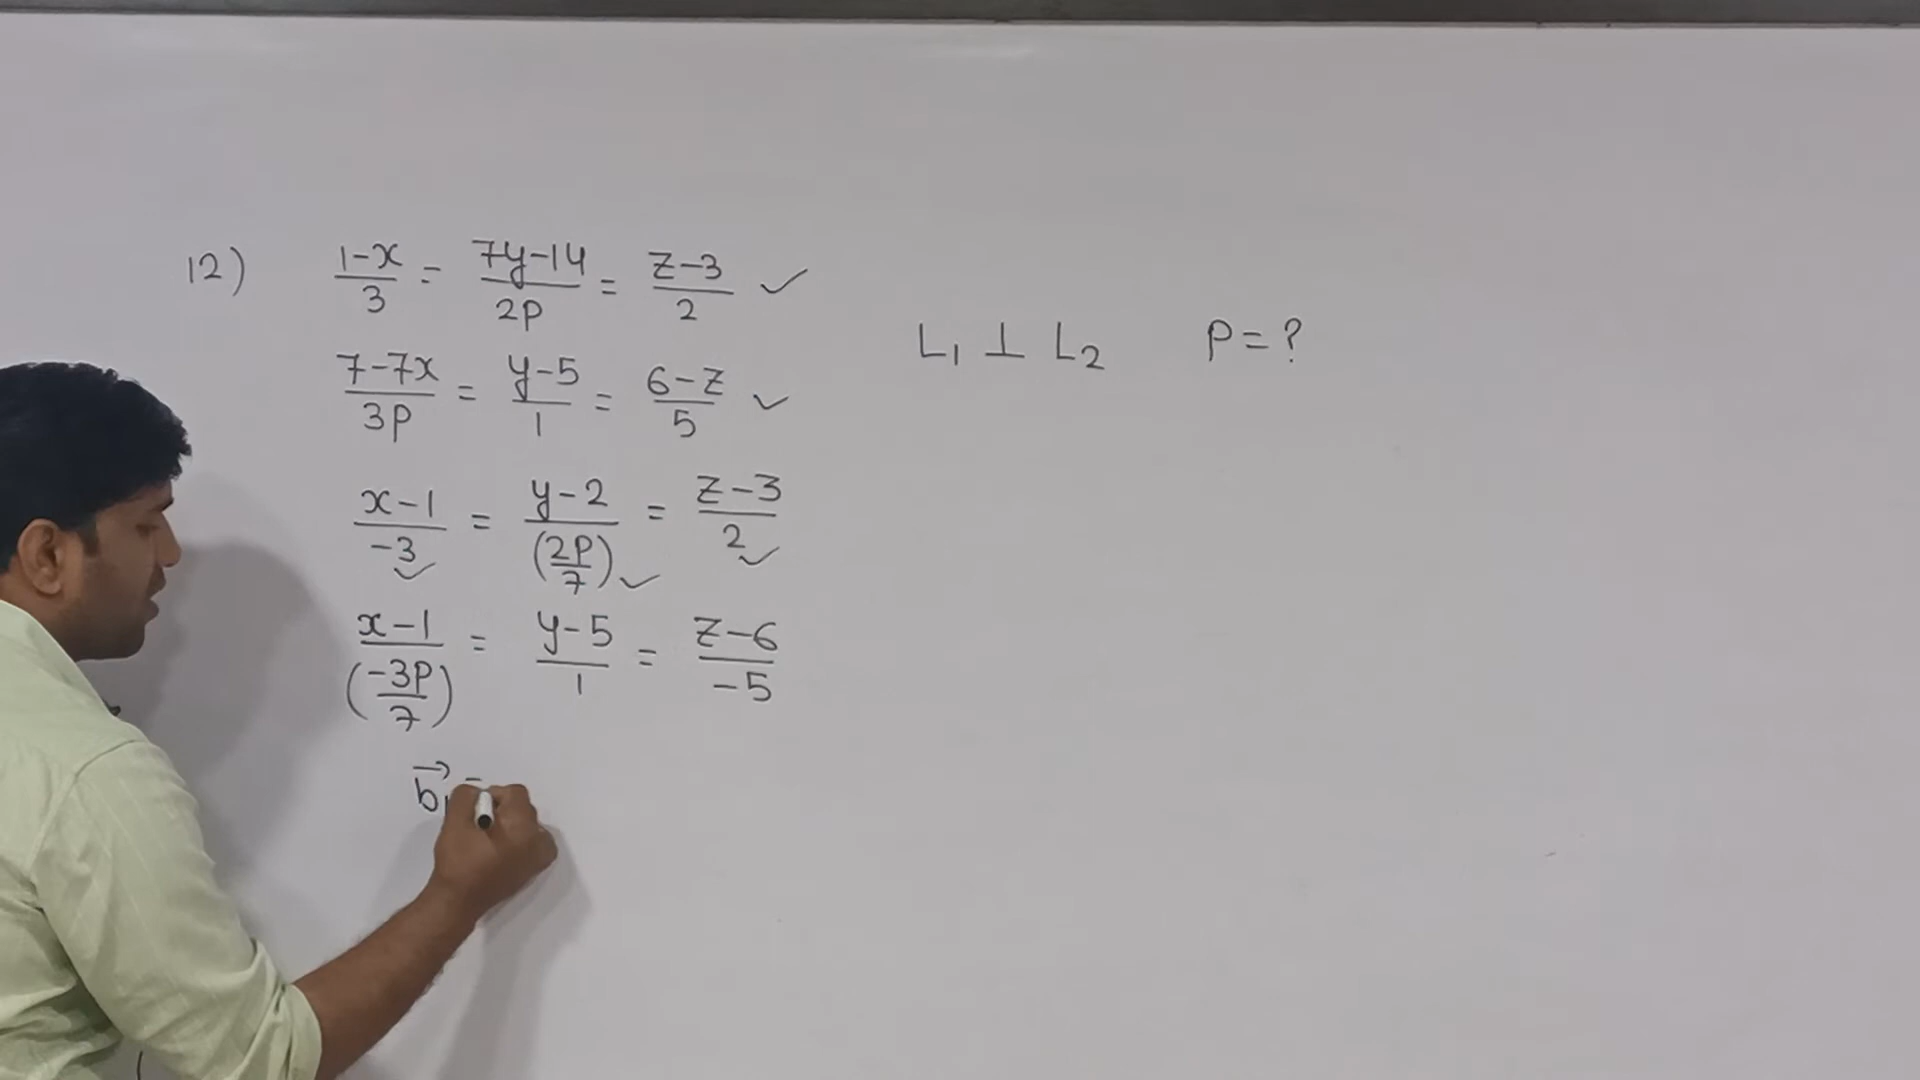 12) (1-x)/3 = (7y-14)/2p = (z-3)/2 ✓
L₁ ⊥ L₂ P = ?
(7-7x)/3p = (y-5)/1 = (6-z)/5 ✓
(x-1)/-3 ✓ = (y-2)/(2p/7) ✓ = (z-3)/2 ✓
(x-1)/(-3p/7) = (y-5)/1 = (z-6)/-5
b⃗₁ =